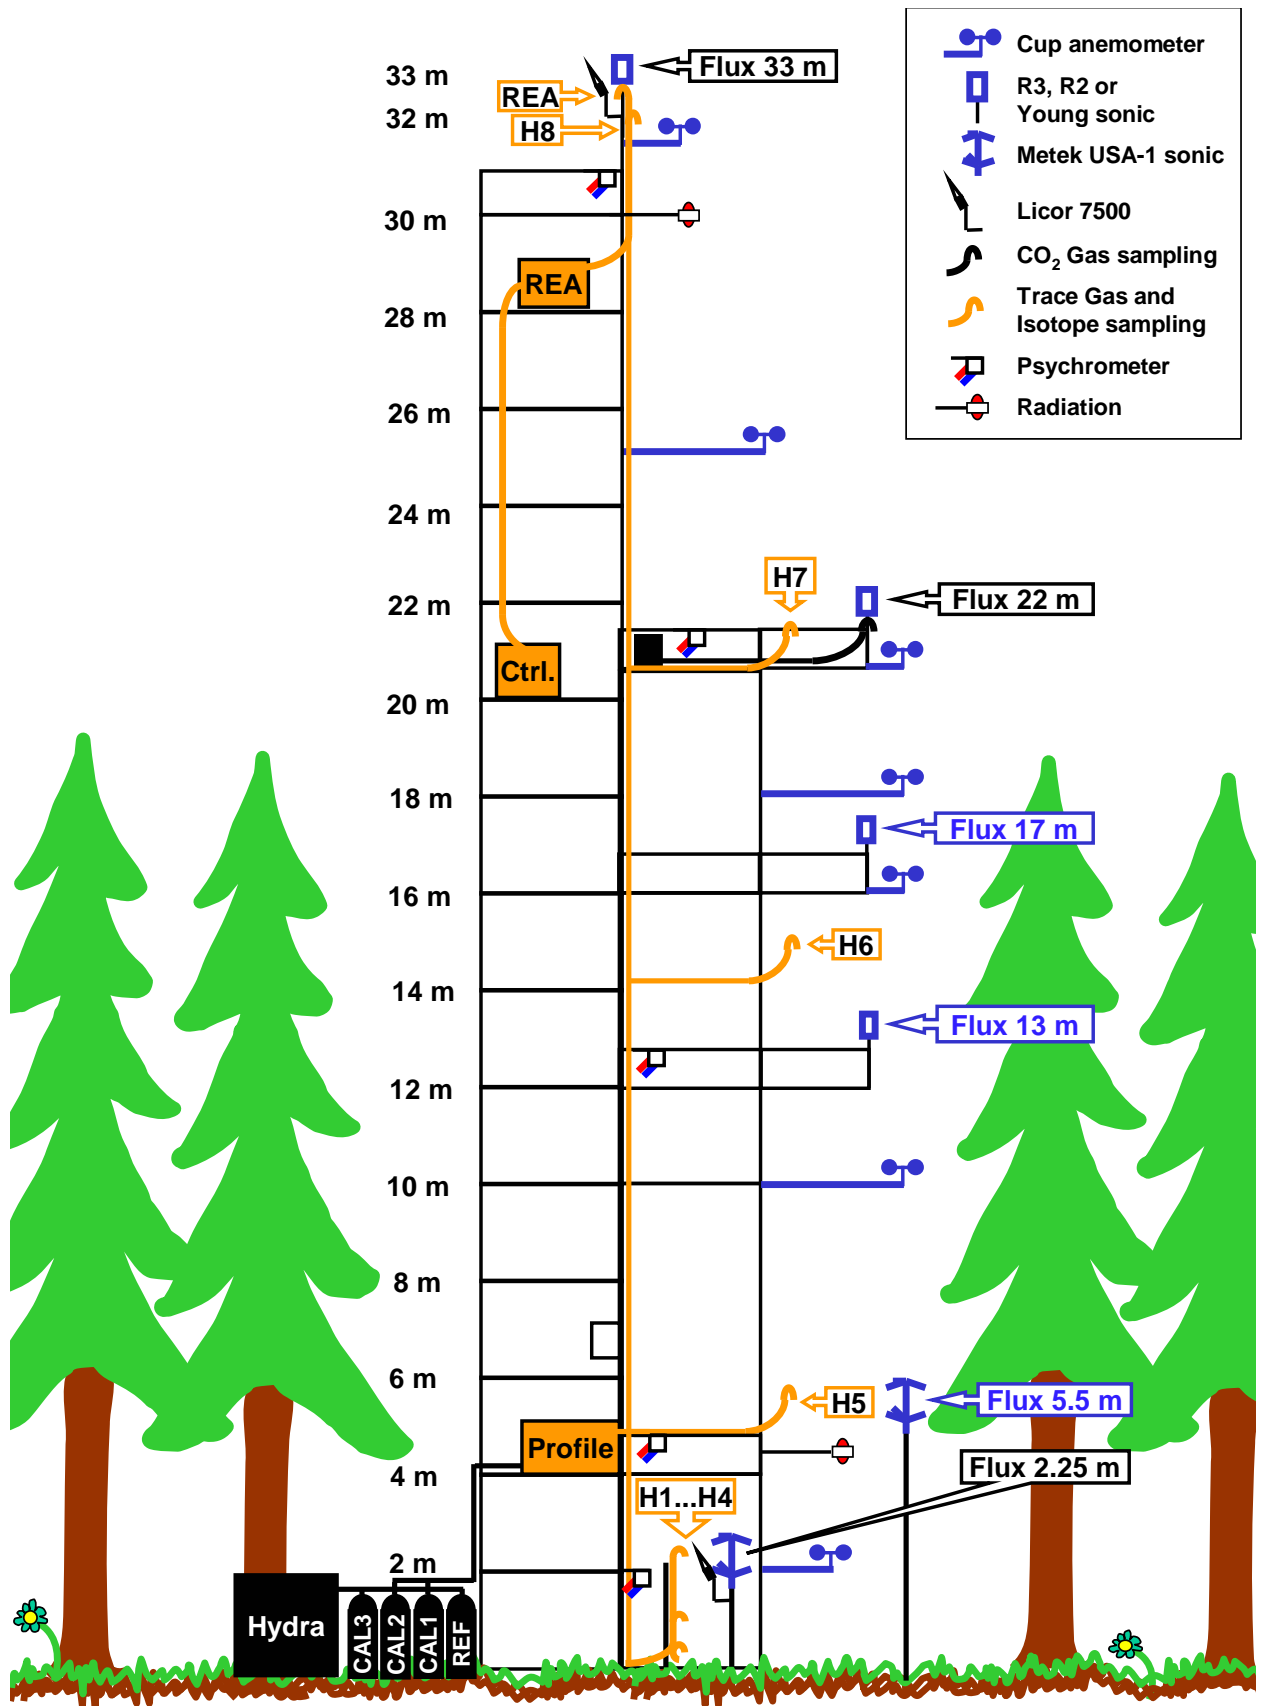 Cup anemometer
R3, R2 or
Young sonic
Metek USA-1 sonic
Licor 7500
CO2 Gas sampling
Trace Gas and
Isotope sampling
Psychrometer
Radiation
33 m
Flux 33 m
REA
32 m
H8
30 m
REA
28 m
26 m
24 m
H7
22 m
Flux 22 m
Ctrl.
20 m
18 m
Flux 17 m
16 m
H6
14 m
Flux 13 m
12 m
10 m
8 m
6 m
H5
Flux 5.5 m
Profile
4 m
Flux 2.25 m
H1...H4
2 m
Hydra
CAL3
CAL2
CAL1
REF